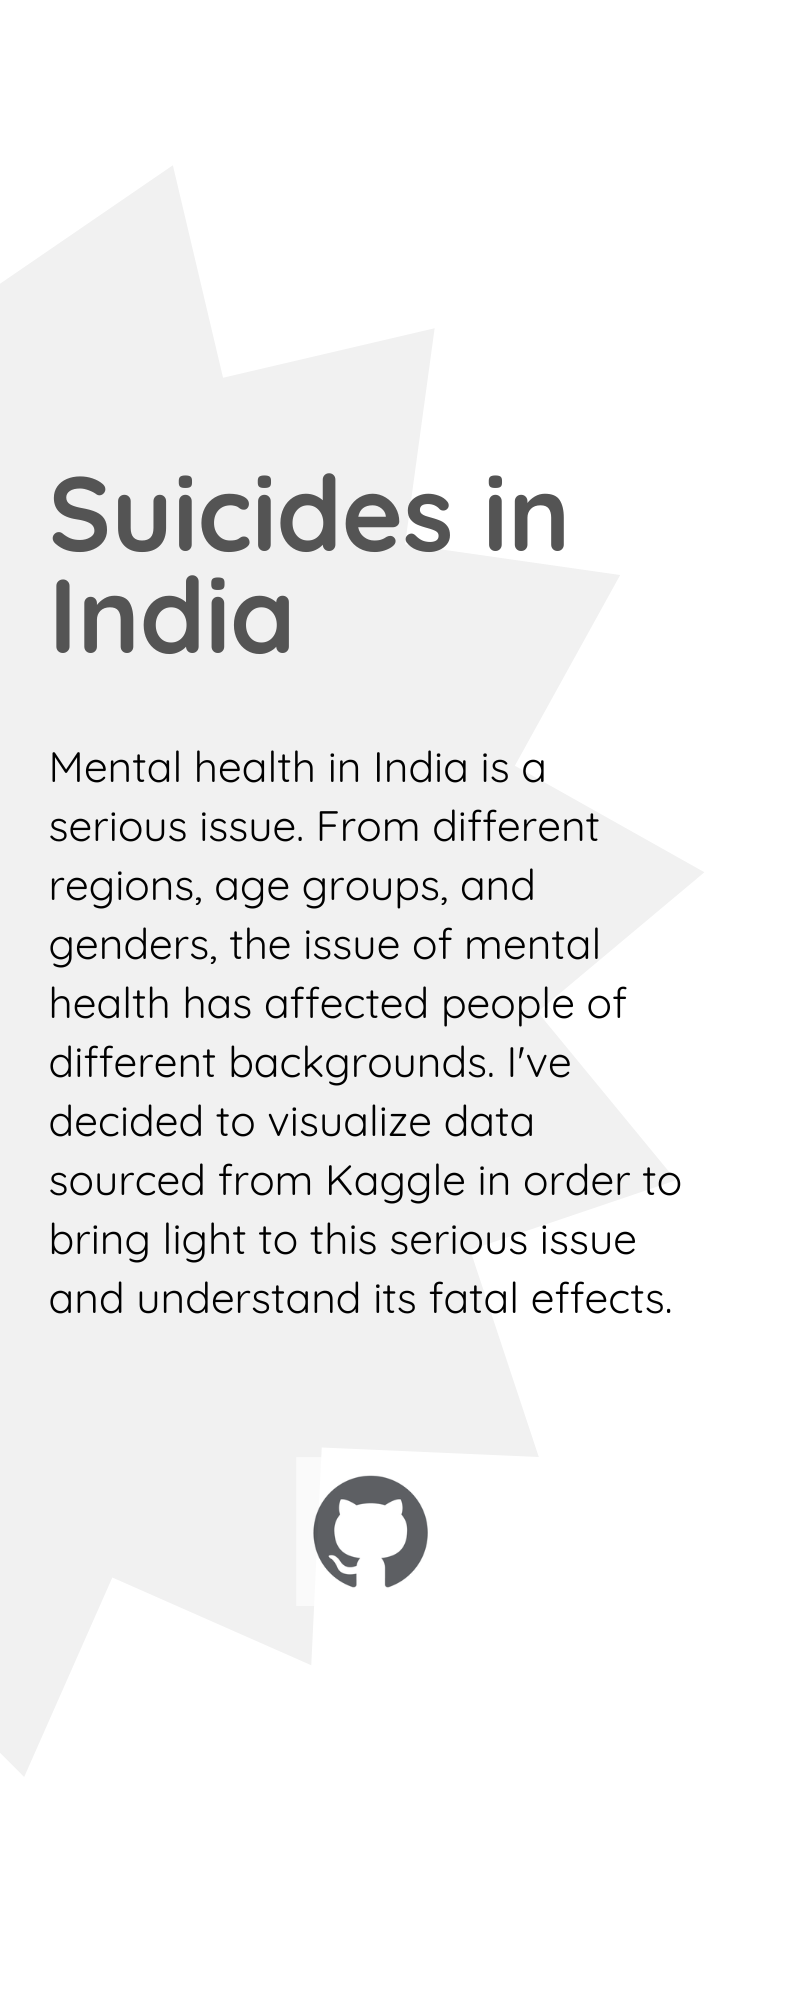 Suicides in
India
Mental health in India is a
serious issue. From different
regions, age groups, and
genders, the issue of mental
health has affected people of
different backgrounds. I've
decided to visualize data
sourced from Kaggle in order to
bring light to this serious issue
and understand its fatal effects.